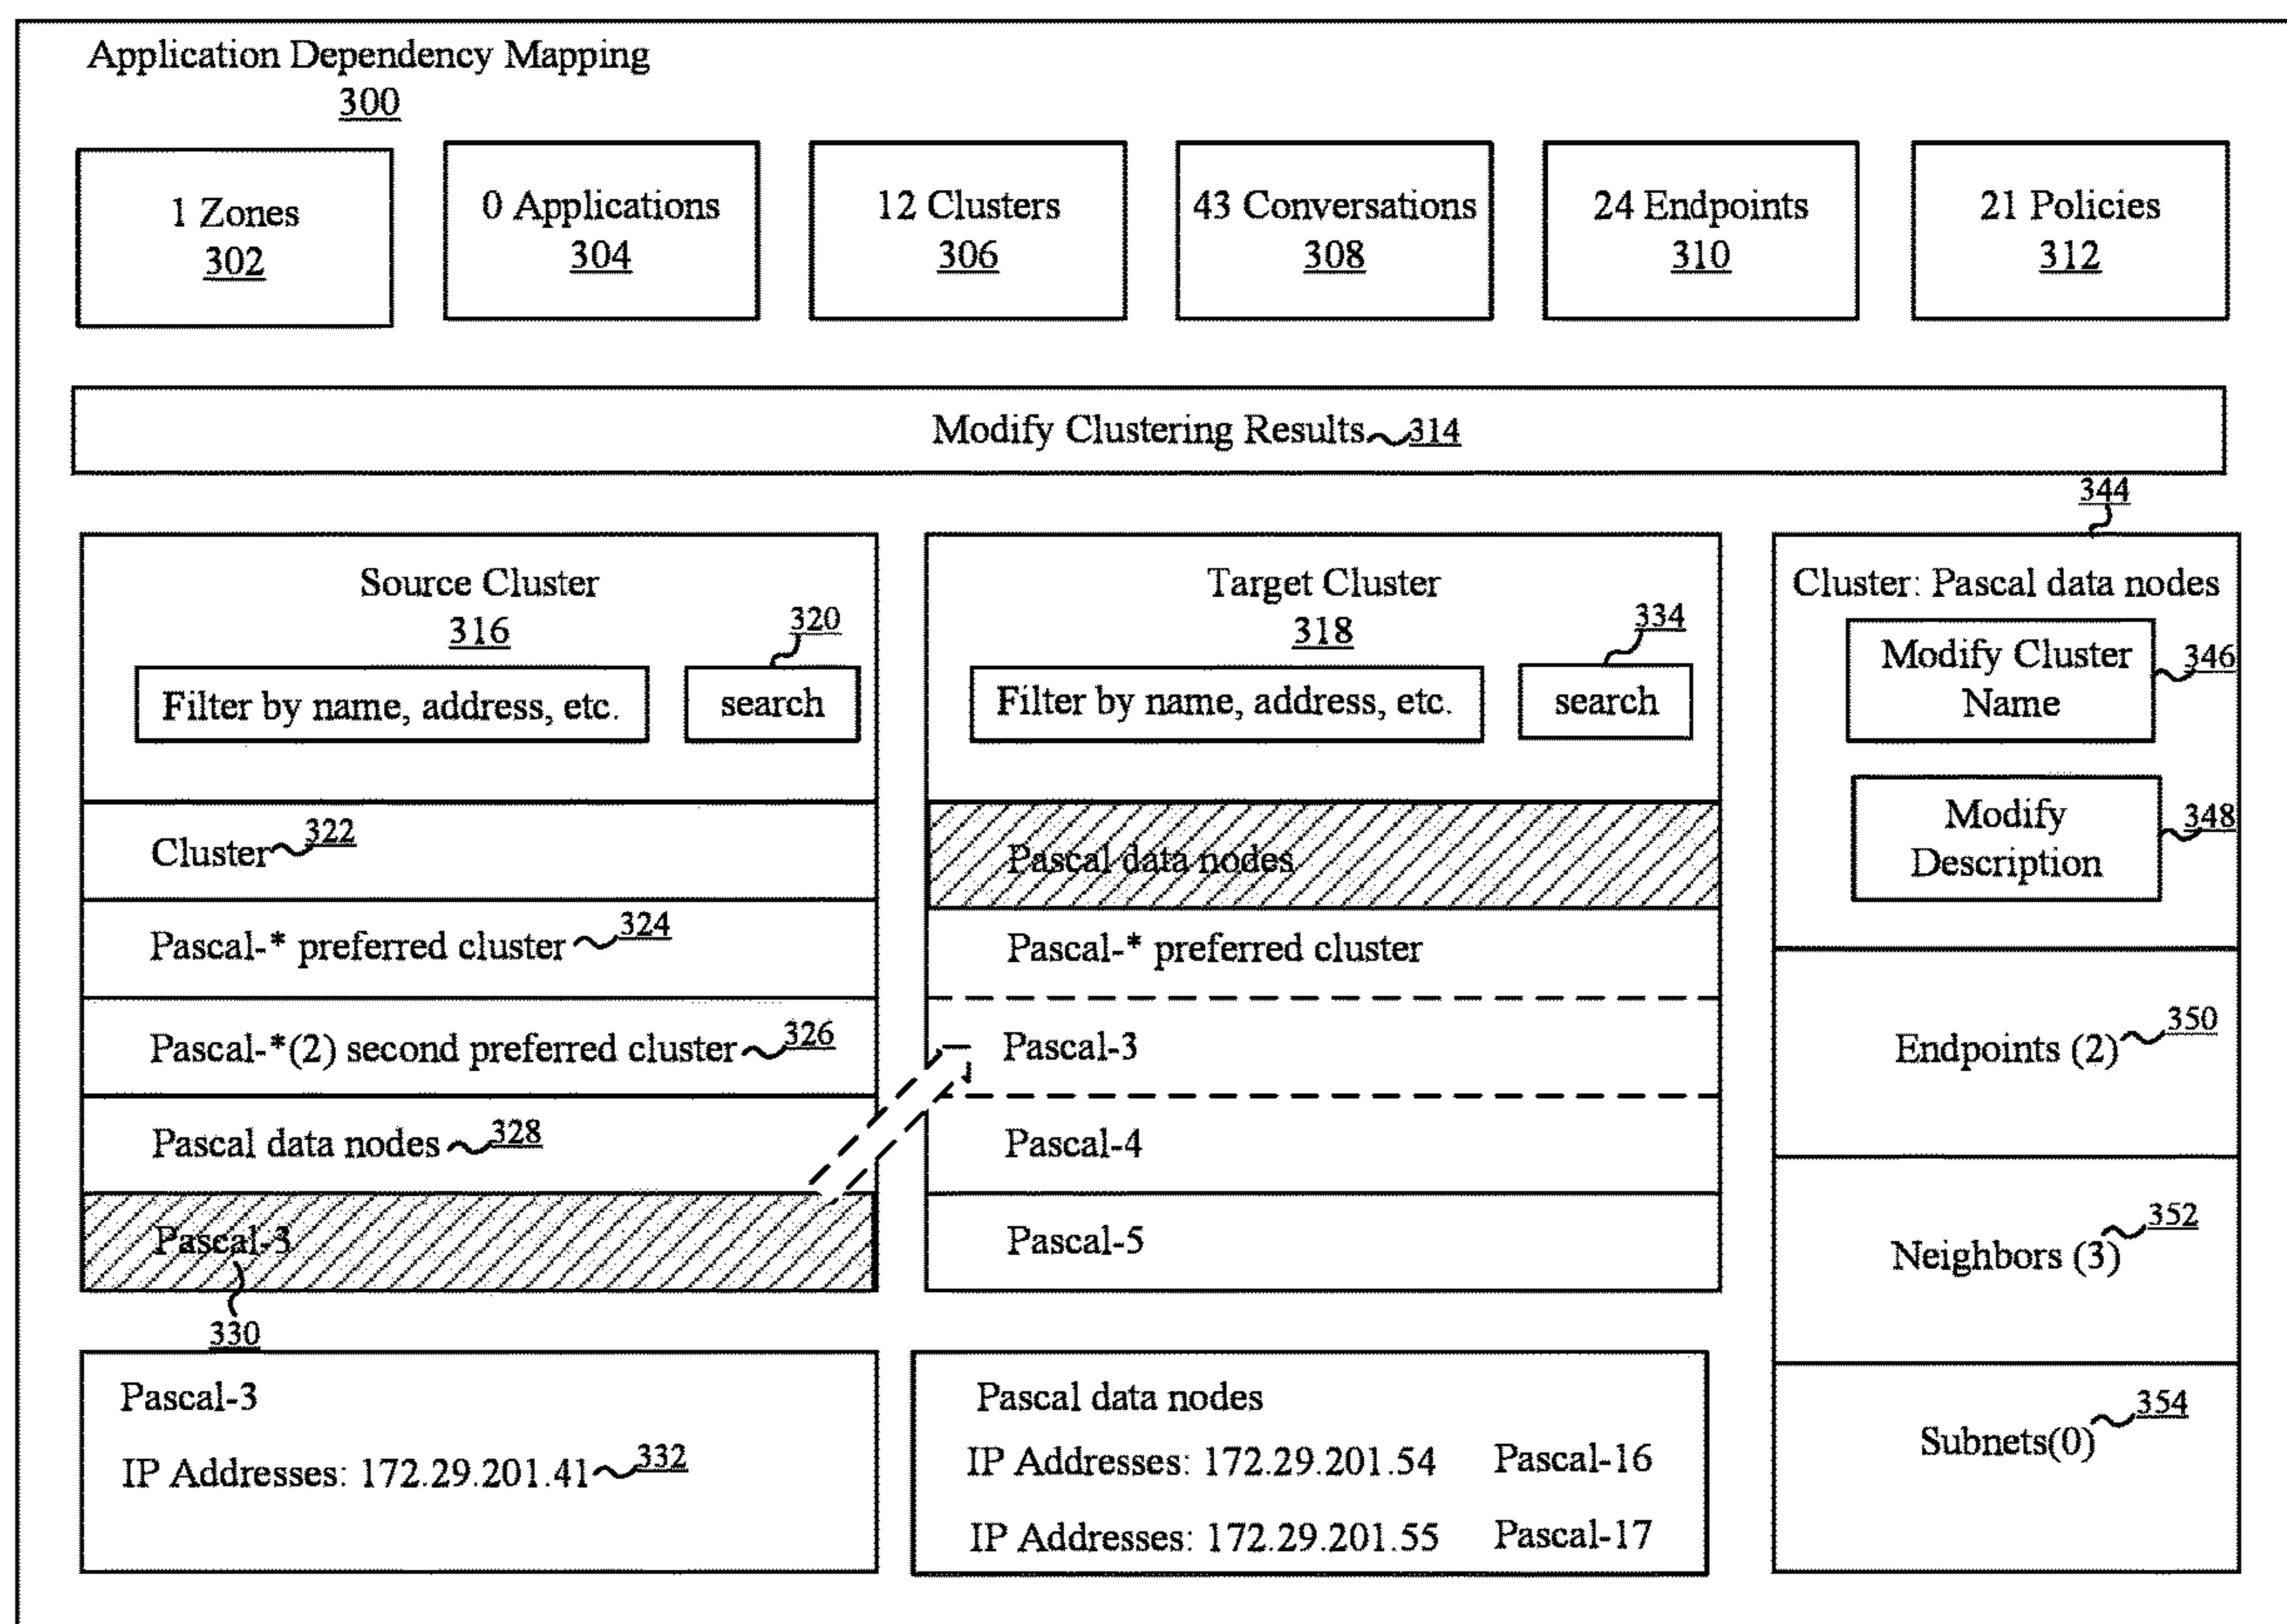 Application Dependency Mapping
300
1 Zones
302
0 Applications
304
12 Clusters
306
43 Conversations
308
24 Endpoints
310
21 Policies
312
Modify Clustering Results 314
Source Cluster
316
320
Filter by name, address, etc.
search
Cluster 322
Pascal-* preferred cluster 324
Pascal-*(2) second preferred cluster 326
Pascal data nodes 328
Pascal-3
330
Pascal-3
IP Addresses: 172.29.201.41 332
Target Cluster
318
334
Filter by name, address, etc.
search
Pascal data nodes
Pascal-* preferred cluster
Pascal-3
Pascal-4
Pascal-5
Pascal data nodes
IP Addresses: 172.29.201.54 Pascal-16
IP Addresses: 172.29.201.55 Pascal-17
344
Cluster: Pascal data nodes
Modify Cluster
Name
346
Modify
Description
348
Endpoints (2) 350
Neighbors (3) 352
Subnets(0) 354